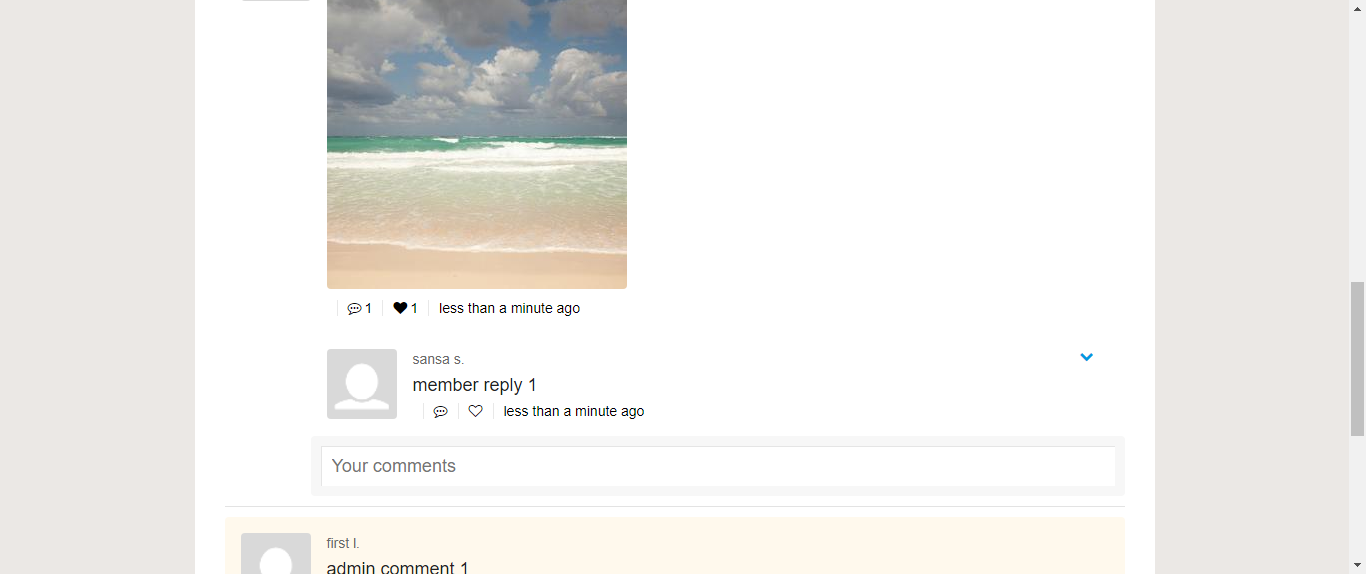 1 1 less than a minute ago
sansa s.
member reply 1
less than a minute ago
Your comments
first l.
admin comment 1